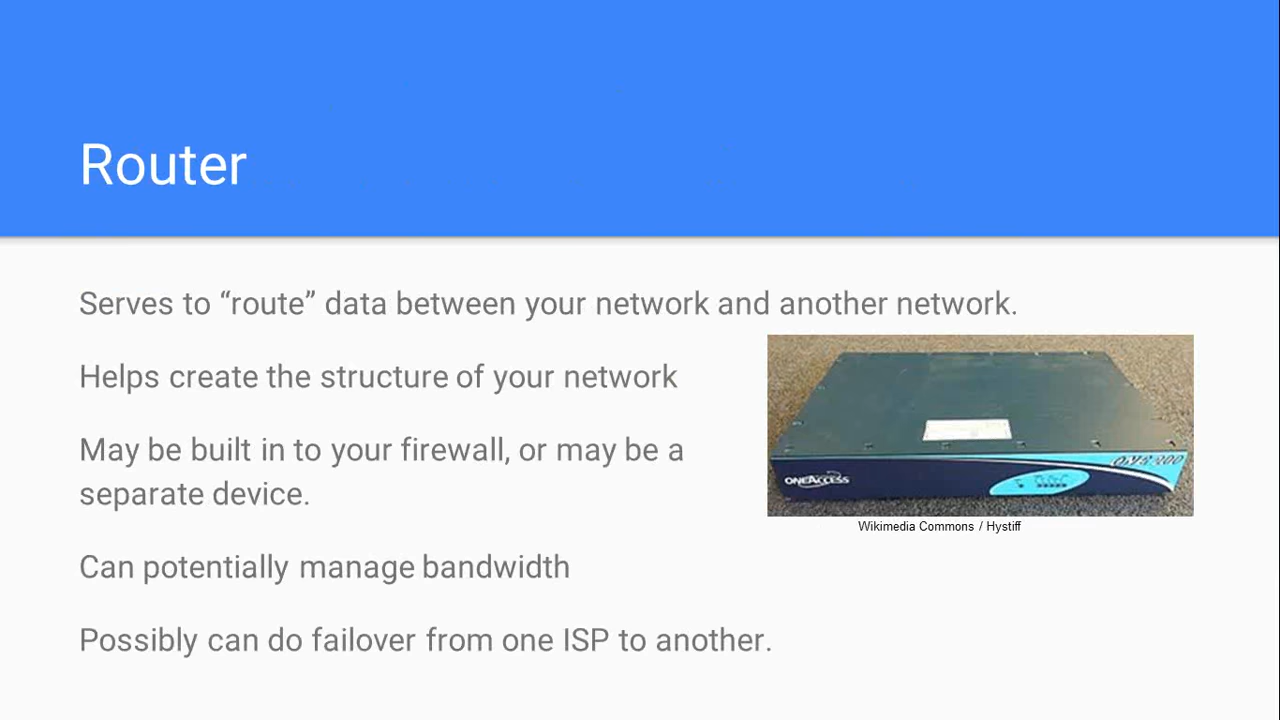 Router
Serves to “route” data between your network and another network.
Helps create the structure of your network
May be built in to your firewall, or may be a
separate device.
ONEACCESS
ONE 200
Wikimedia Commons / Hystiff
Can potentially manage bandwidth
Possibly can do failover from one ISP to another.